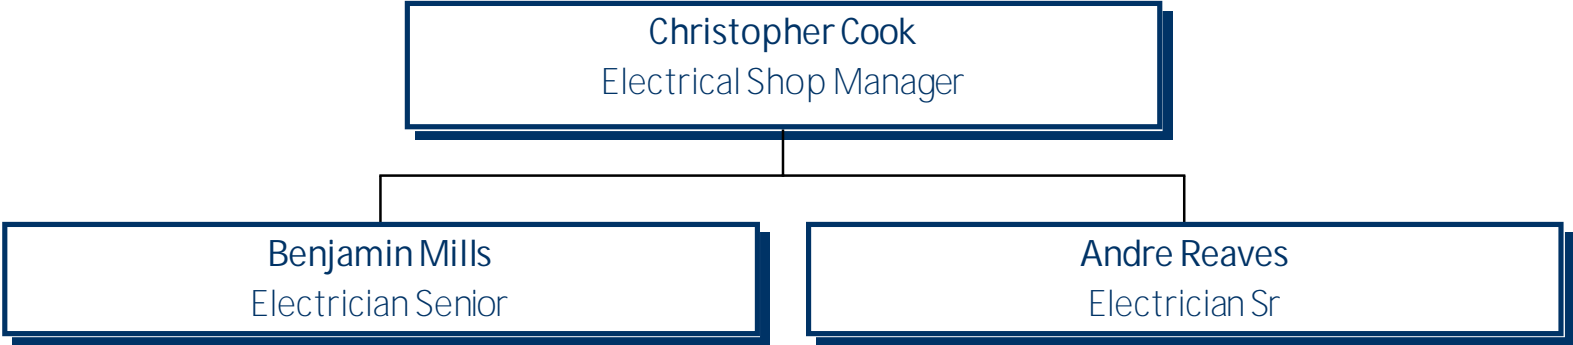 Christopher Cook
Electrical Shop Manager
Benjamin Mills
Electrician Senior
Andre Reaves
Electrician Sr